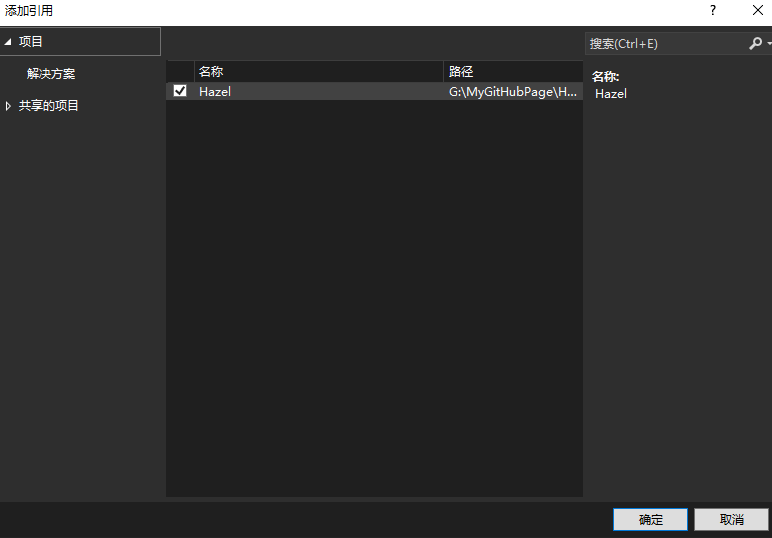 添加引用
?
项目
搜索(Ctrl+E)
解决方案
共享的项目
名称
路径
Hazel
G:\MyGitHubPage\H...
名称:
Hazel
确定
取消